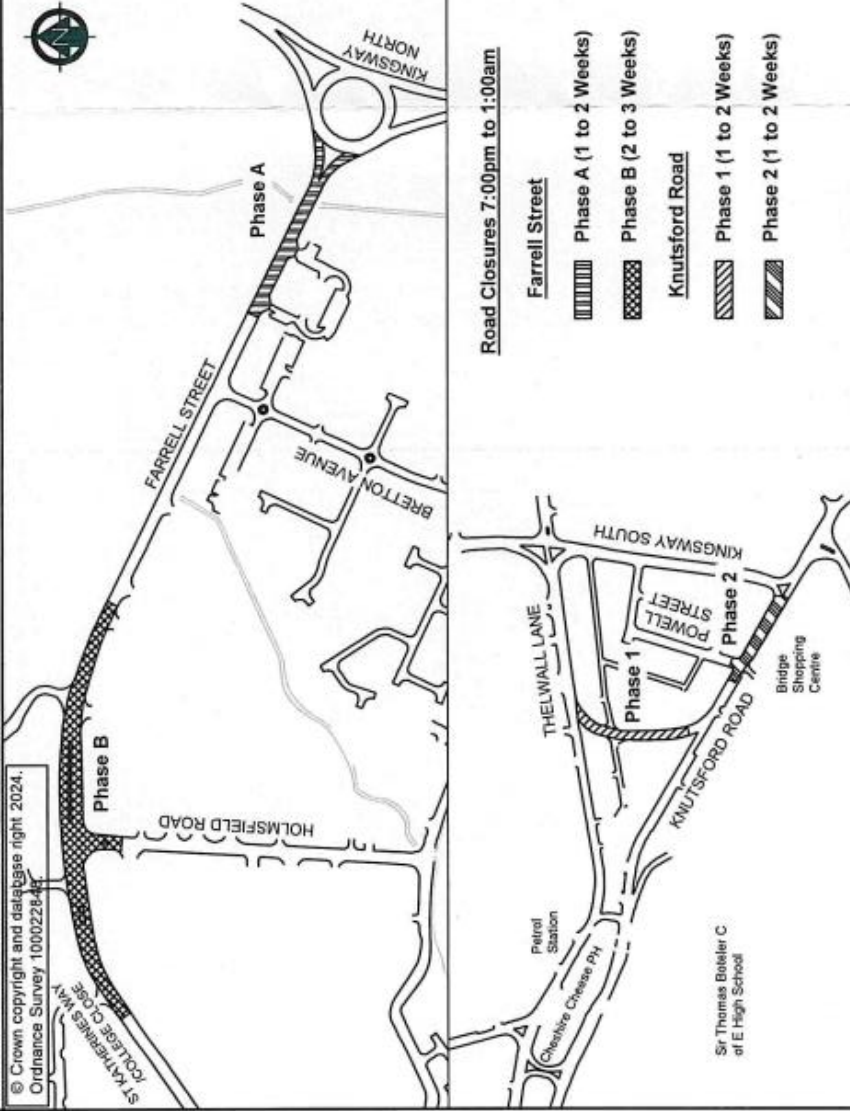 © Crown copyright and database right 2024.
Ordnance Survey 100022848.
N
ST KATHERINES WAY
/COLLEGE CLOSE
Phase B
HOLMSFIELD ROAD
FARRELL STREET
BRETTON AVENUE
Phase A
KINGSWAY
NORTH
Cheshire Cheese PH
Petrol
Station
Sir Thomas Boteler C
of E High School
THELWALL LANE
KNUTSFORD ROAD
Phase 1
POWELL
STREET
Phase 2
Bridge
Shopping
Centre
KINGSWAY SOUTH
Road Closures 7:00pm to 1:00am
Farrell Street
Phase A (1 to 2 Weeks)
Phase B (2 to 3 Weeks)
Knutsford Road
Phase 1 (1 to 2 Weeks)
Phase 2 (1 to 2 Weeks)